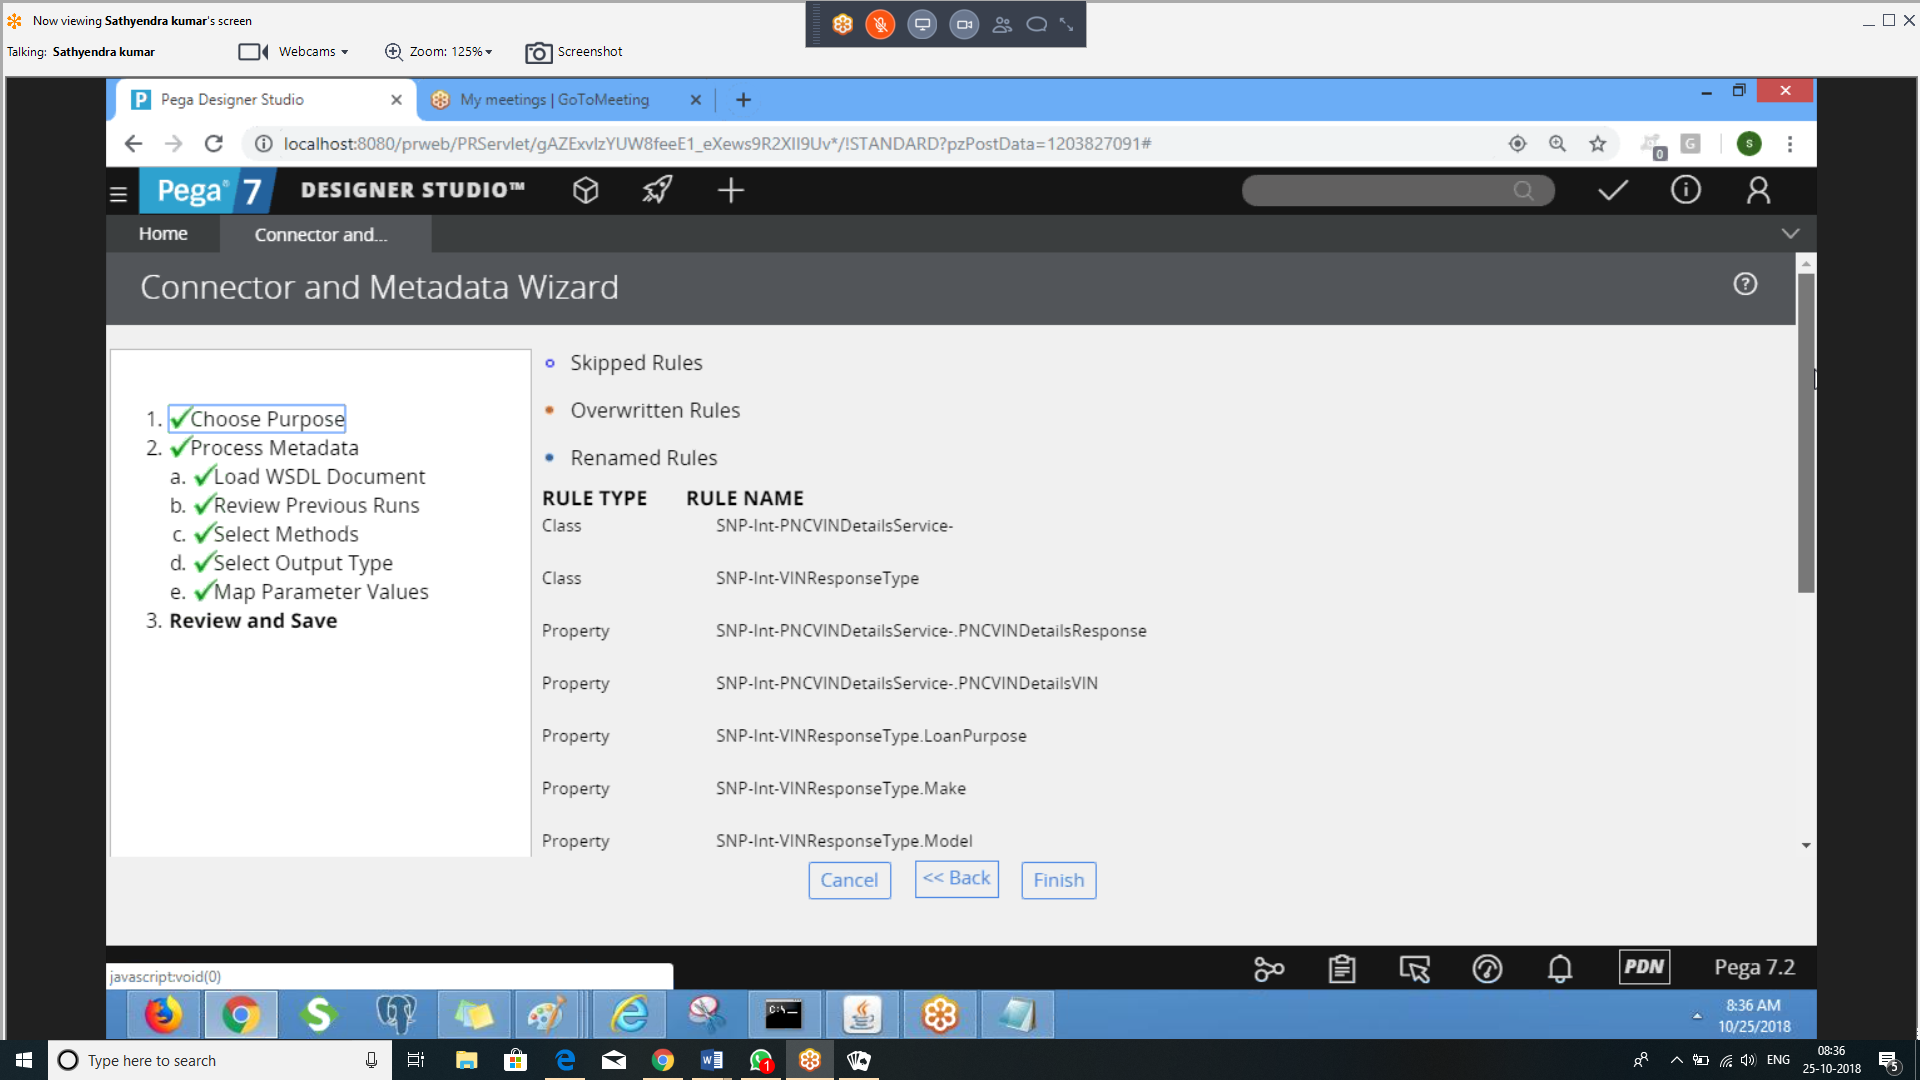 Now viewing Sathyendra kumar's screen
Talking: Sathyendra kumar
Webcams
Zoom: 125%
Screenshot
Pega Designer Studio
My meetings | GoToMeeting
localhost:8080/prweb/PRServlet/gAZExvIzYUW8feeE1_eXews9R2XII9Uv*/!STANDARD?pzPostData=1203827091#
0
G
S
Pega® 7 DESIGNER STUDIO™
Home
Connector and...
Connector and Metadata Wizard
1. Choose Purpose
2. Process Metadata
a. Load WSDL Document
b. Review Previous Runs
c. Select Methods
d. Select Output Type
e. Map Parameter Values
3. Review and Save
Skipped Rules
Overwritten Rules
Renamed Rules
RULE TYPE RULE NAME
Class SNP-Int-PNCVINDetailsService-
Class SNP-Int-VINResponseType
Property SNP-Int-PNCVINDetailsService-.PNCVINDetailsResponse
Property SNP-Int-PNCVINDetailsService-.PNCVINDetailsVIN
Property SNP-Int-VINResponseType.LoanPurpose
Property SNP-Int-VINResponseType.Make
Property SNP-Int-VINResponseType.Model
Cancel
<< Back
Finish
javascript:void(0)
PDN
Pega 7.2
8:36 AM
10/25/2018
Type here to search
1
ENG
08:36
25-10-2018
5